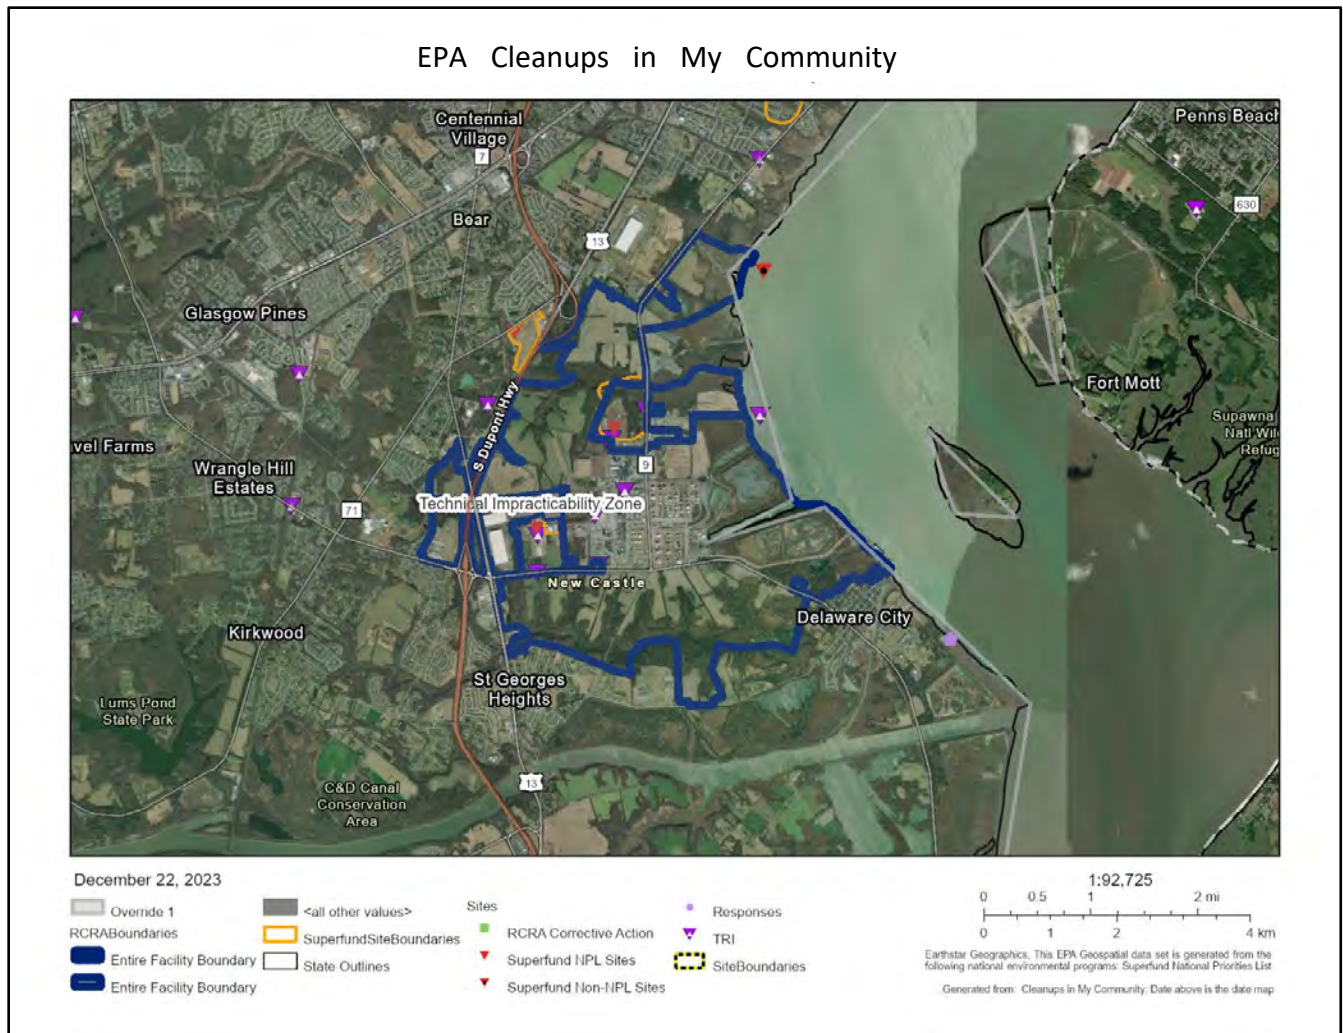 EPA Cleanups in My Community
Centennial
Village
7
Penns Beach
630
Bear
13
Glasgow Pines
Fort Mott
S Dupont Hwy
Supawna
Natl Wild
Refug
avel Farms
Wrangle Hill
Estates
9
71
Technical Impracticability Zone
New Castle
Delaware City
Kirkwood
St Georges
Heights
Lums Pond
State Park
13
C&D Canal
Conservation
Area
December 22, 2023
Override 1
RCRABoundaries
Entire Facility Boundary
Entire Facility Boundary
<all other values>
SuperfundSiteBoundaries
State Outlines
Sites
RCRA Corrective Action
Superfund NPL Sites
Superfund Non-NPL Sites
Responses
TRI
SiteBoundaries
1:92,725
0 0.5 1 2 mi
0 1 2 4 km
Earthstar Geographics, This EPA Geospatial data set is generated from the
following national environmental programs: Superfund National Priorities List
Generated from: Cleanups in My Community: Date above is the date map